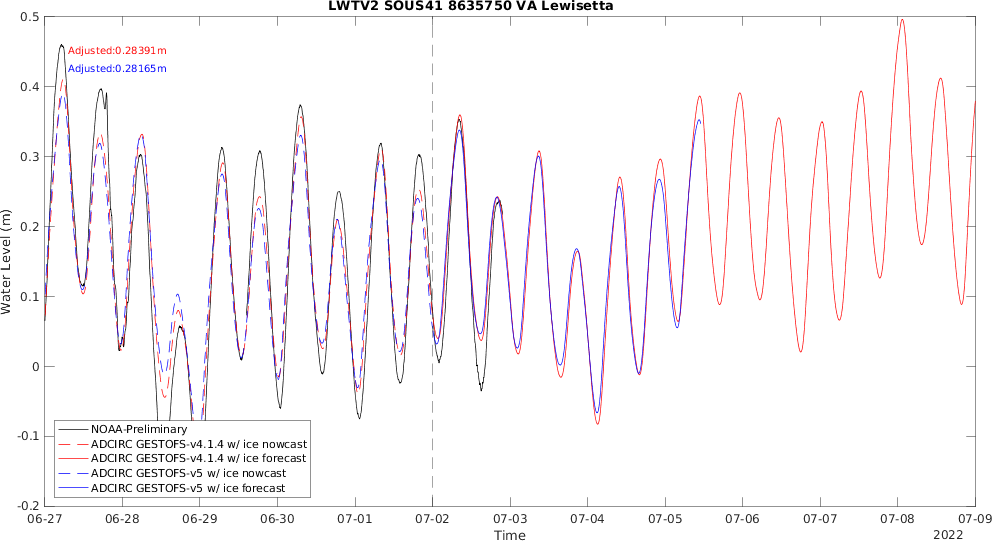 LWTV2 SOUS41 8635750 VA Lewisetta
0.5
0.4
0.3
0.2
0.1
0
-0.1
-0.2
Water Level (m)
Adjusted:0.28391m
Adjusted:0.28165m
NOAA-Preliminary
ADCIRC GESTOFS-v4.1.4 w/ ice nowcast
ADCIRC GESTOFS-v4.1.4 w/ ice forecast
ADCIRC GESTOFS-v5 w/ ice nowcast
ADCIRC GESTOFS-v5 w/ ice forecast
06-27 06-28 06-29 06-30 07-01 07-02 07-03 07-04 07-05 07-06 07-07 07-08 07-09
Time
2022